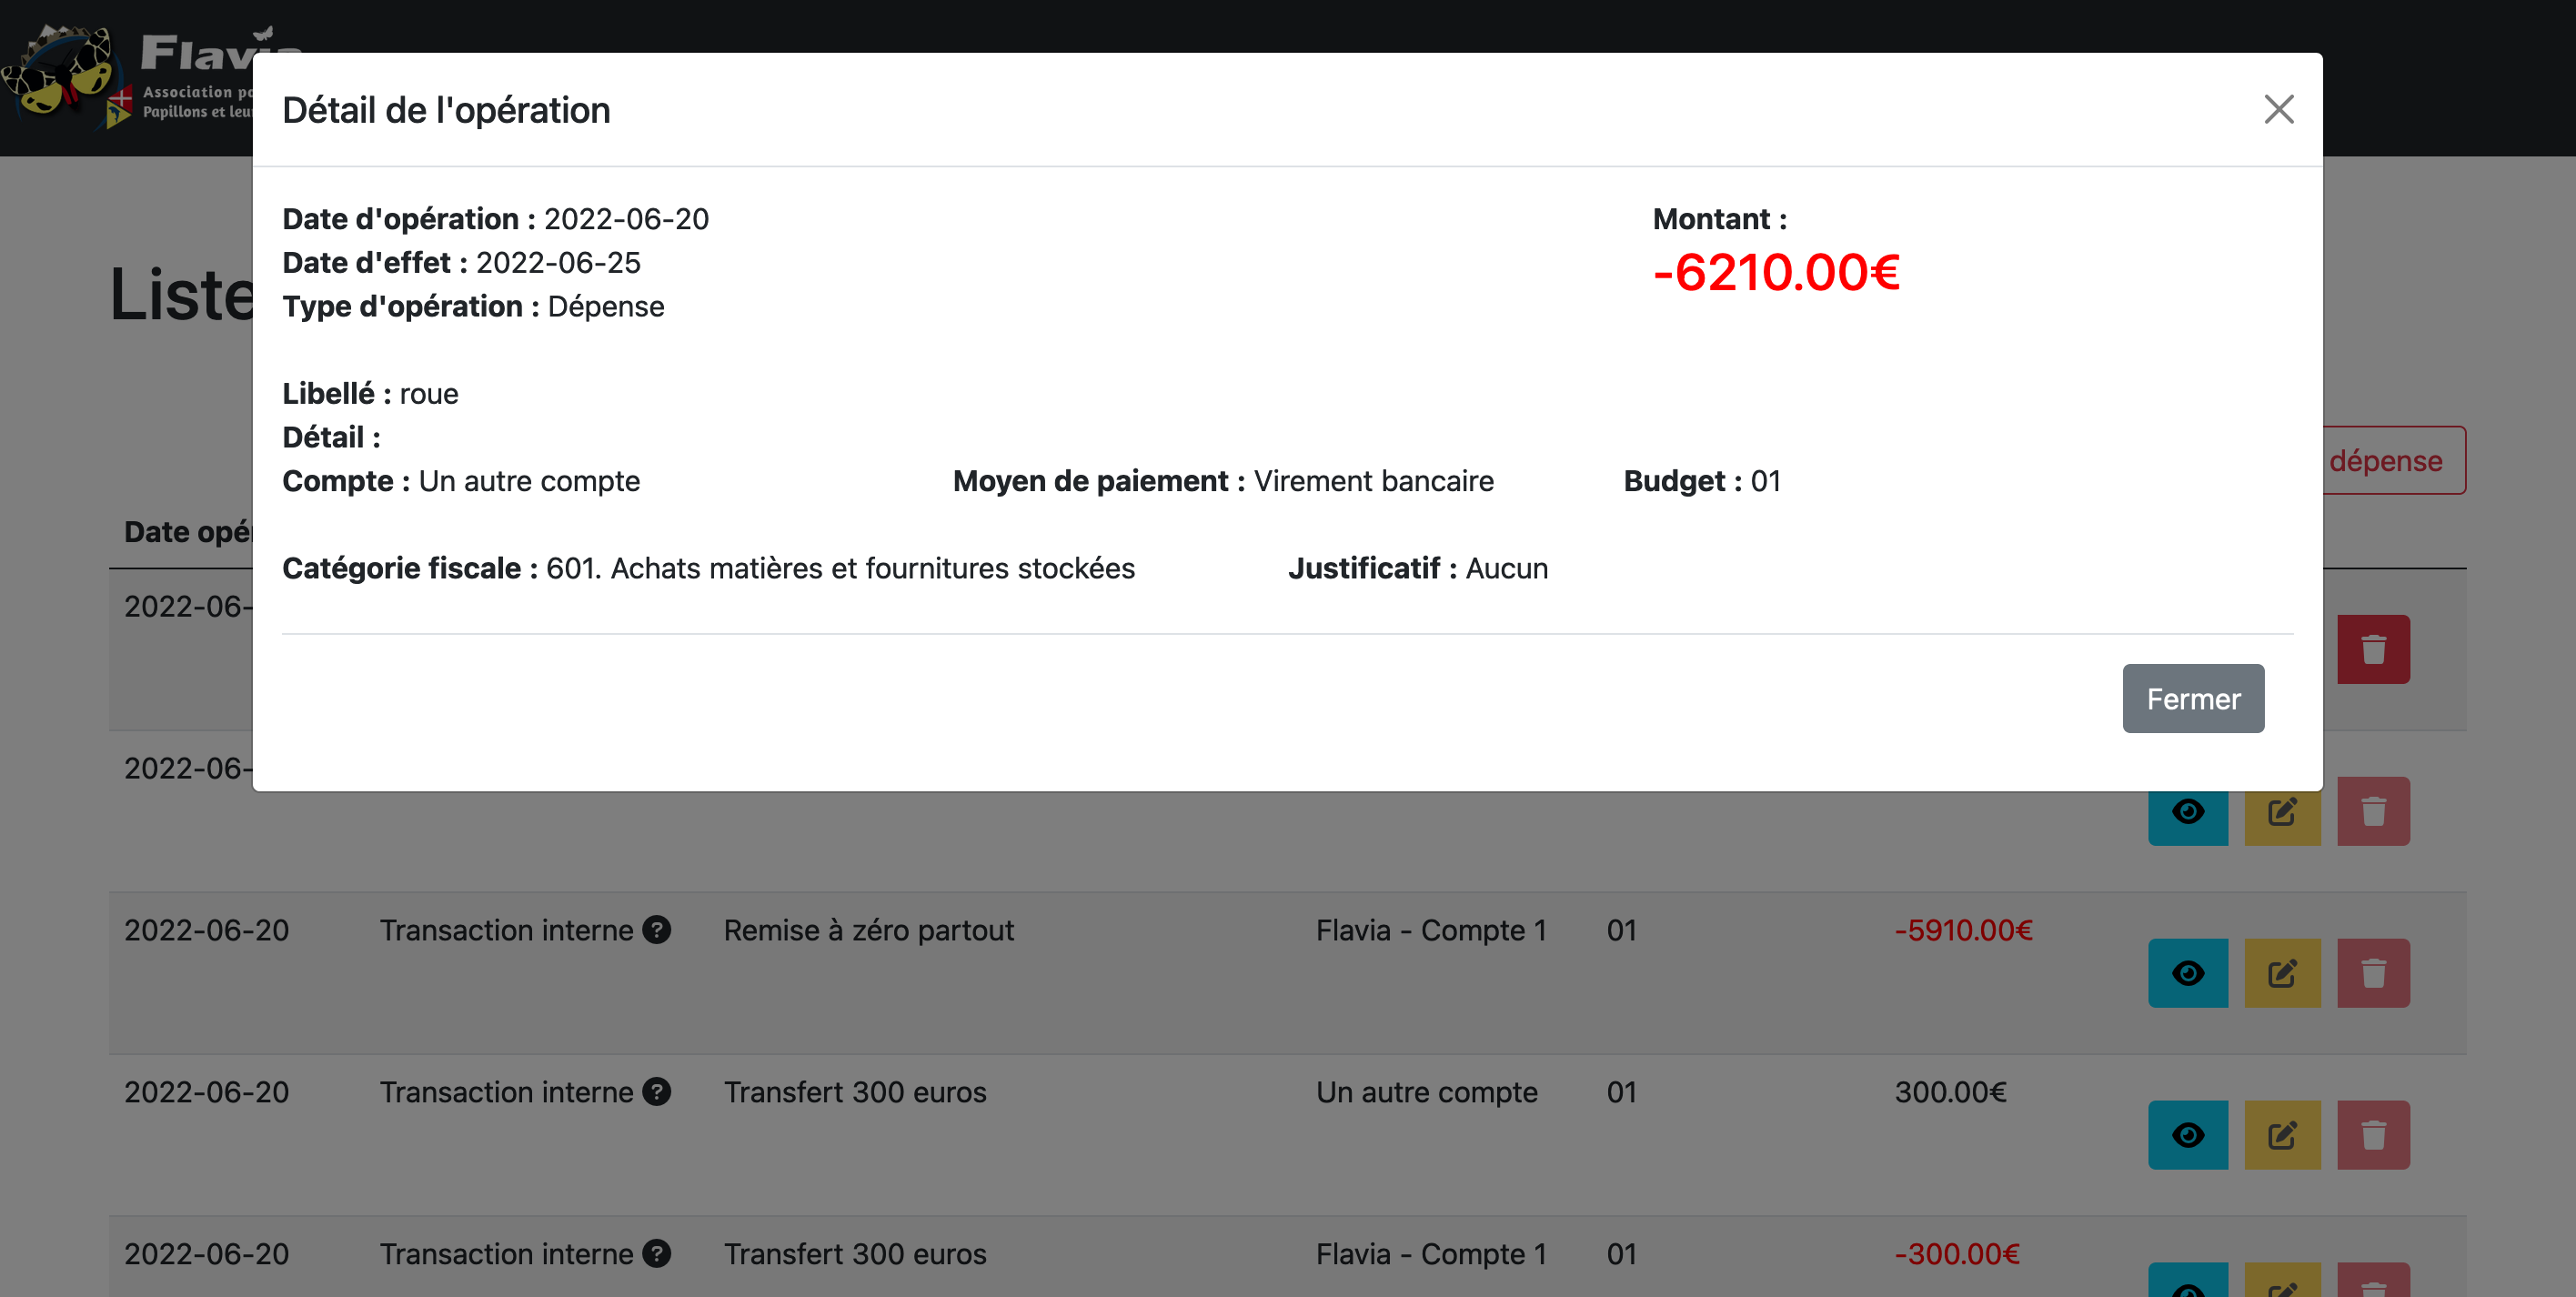 Flavia
Association pa
Papillons et leur
Détail de l'opération
Date d'opération : 2022-06-20
Montant :
Date d'effet : 2022-06-25
-6210.00€
Type d'opération : Dépense
Liste
Libellé : roue
Détail :
dépense
Compte : Un autre compte Moyen de paiement : Virement bancaire Budget : 01
Date opér
Catégorie fiscale : 601. Achats matières et fournitures stockées Justificatif : Aucun
2022-06-
Fermer
2022-06-
2022-06-20 Transaction interne ? Remise à zéro partout Flavia - Compte 1 01 -5910.00€
2022-06-20 Transaction interne ? Transfert 300 euros Un autre compte 01 300.00€
2022-06-20 Transaction interne ? Transfert 300 euros Flavia - Compte 1 01 -300.00€